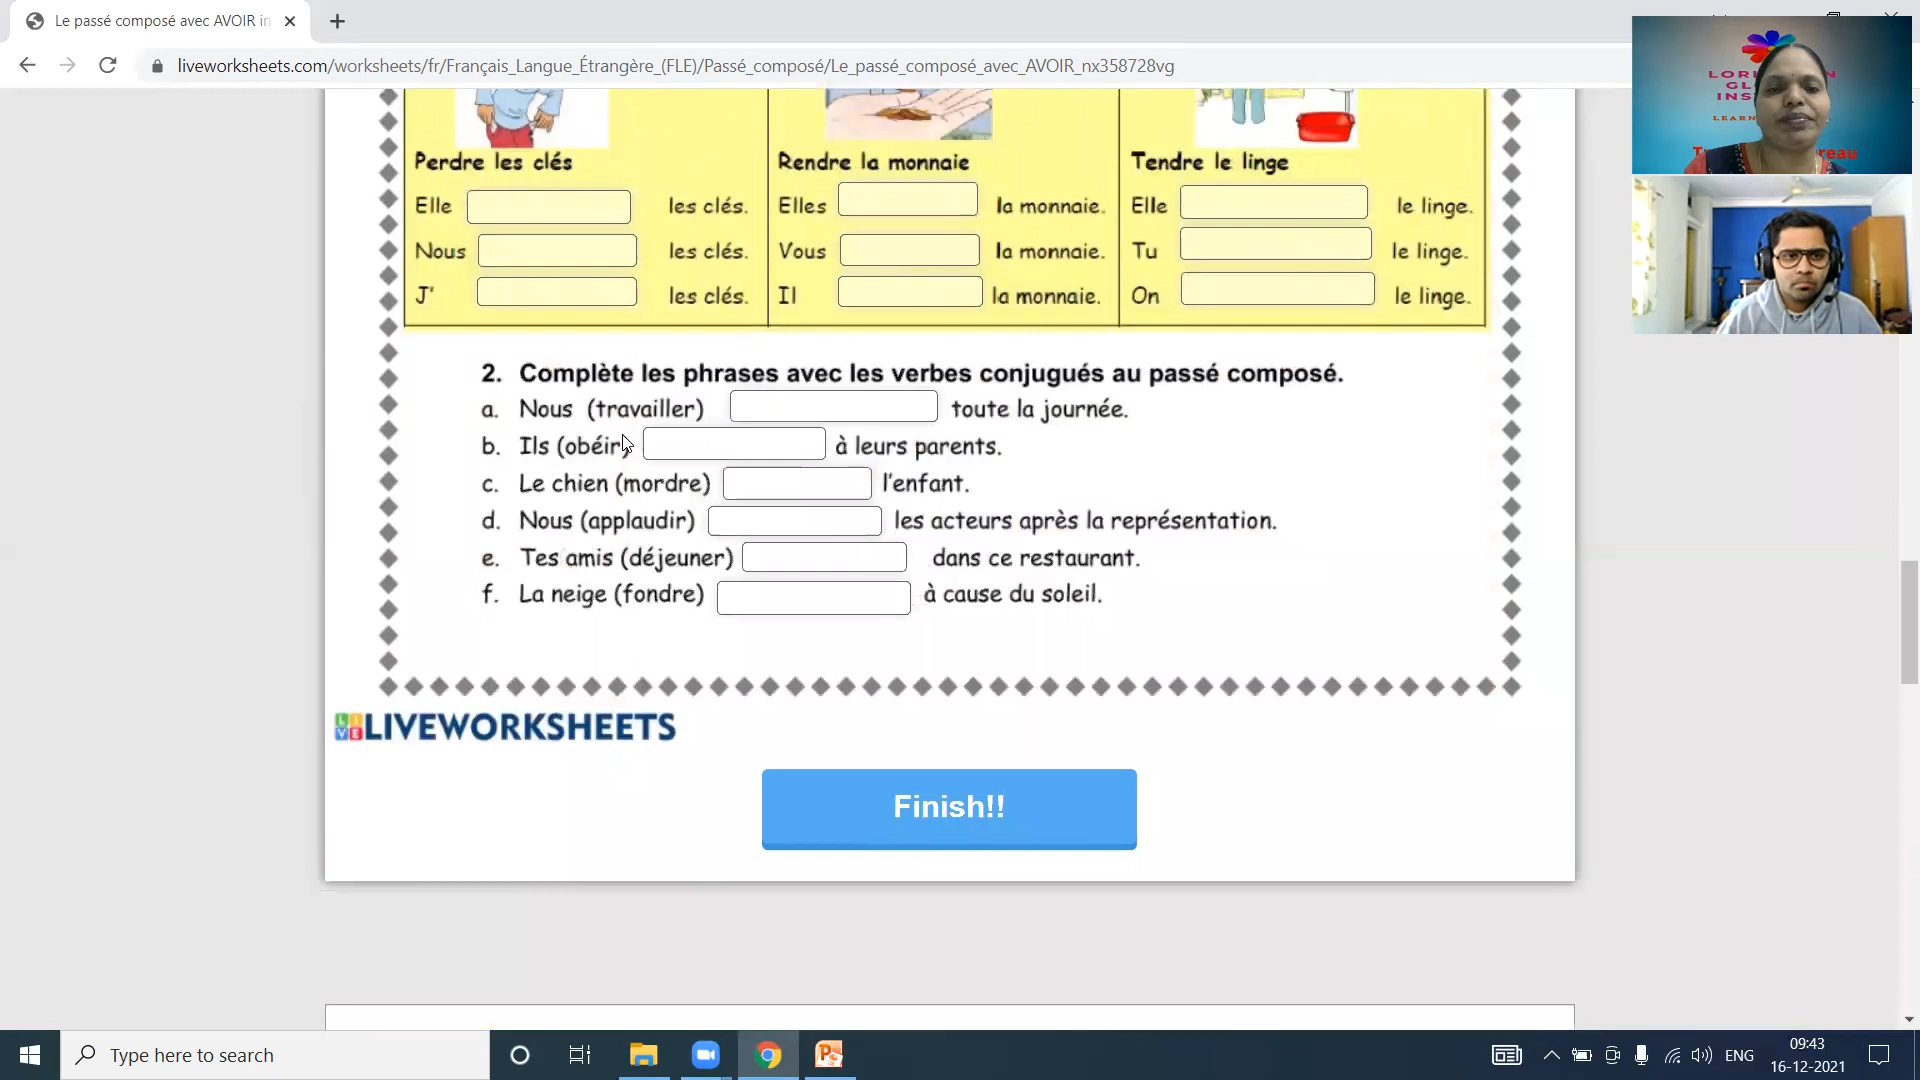 Le passé composé avec AVOIR in
liveworksheets.com/worksheets/fr/Français_Langue_Étrangère_(FLE)/Passé_composé/Le_passé_composé_avec_AVOIR_nx358728vg
Perdre les clés
Elle les clés.
Nous les clés.
J' les clés.
Rendre la monnaie
Elles la monnaie.
Vous la monnaie.
Il la monnaie.
Tendre le linge
Elle le linge.
Tu le linge.
On le linge.
2. Complète les phrases avec les verbes conjugués au passé composé.
a. Nous (travailler) toute la journée.
b. Ils (obéir) à leurs parents.
c. Le chien (mordre) l'enfant.
d. Nous (applaudir) les acteurs après la représentation.
e. Tes amis (déjeuner) dans ce restaurant.
f. La neige (fondre) à cause du soleil.
LIVE LIVEWORKSHEETS
Finish!!
Type here to search
ENG
09:43
16-12-2021